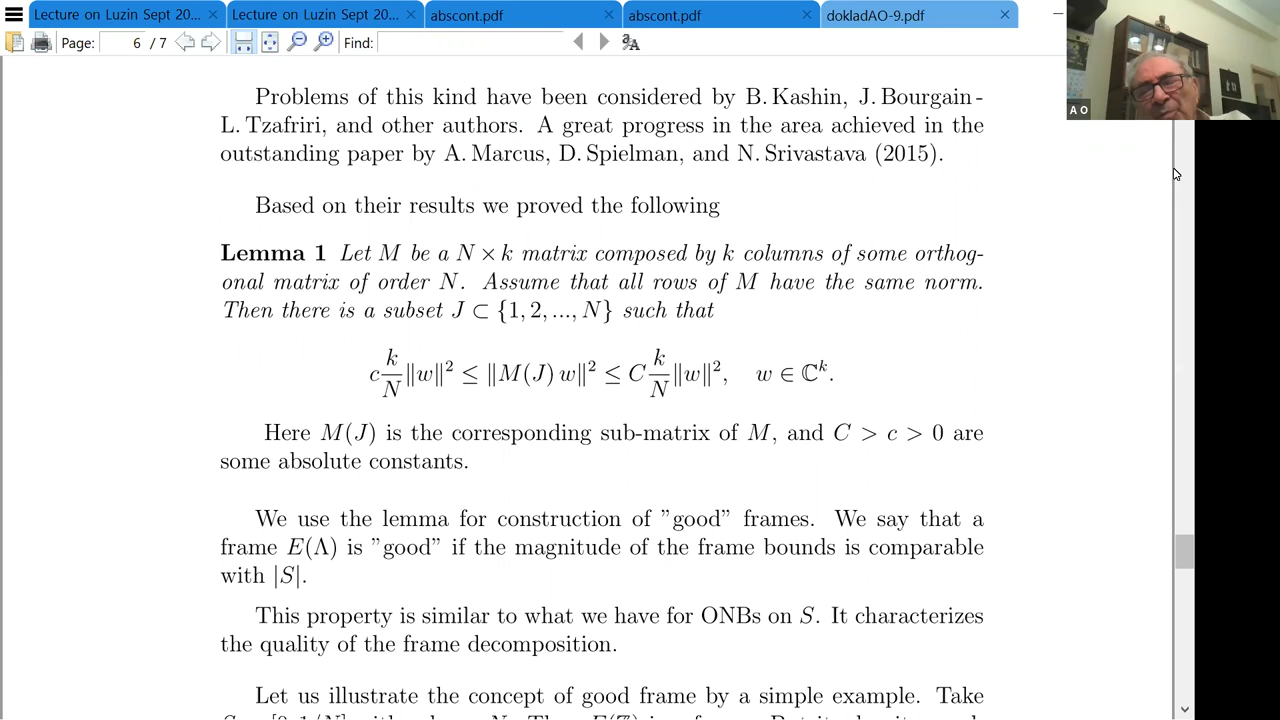 Lecture on Luzin Sept 20...
Lecture on Luzin Sept 20...
abscont.pdf
abscont.pdf
dokladAO-9.pdf
Page: 6 / 7
Find:
A O
Problems of this kind have been considered by B. Kashin, J. Bourgain -
L. Tzafriri, and other authors. A great progress in the area achieved in the
outstanding paper by A. Marcus, D. Spielman, and N. Srivastava (2015).
Based on their results we proved the following
Lemma 1 Let M be a N × k matrix composed by k columns of some orthog-
onal matrix of order N. Assume that all rows of M have the same norm.
Then there is a subset J ⊂ {1, 2, ..., N} such that
c k/N ‖w‖² ≤ ‖M(J) w‖² ≤ C k/N ‖w‖², w ∈ ℂᵏ.
Here M(J) is the corresponding sub-matrix of M, and C > c > 0 are
some absolute constants.
We use the lemma for construction of ”good” frames. We say that a
frame E(Λ) is ”good” if the magnitude of the frame bounds is comparable
with |S|.
This property is similar to what we have for ONBs on S. It characterizes
the quality of the frame decomposition.
Let us illustrate the concept of good frame by a simple example. Take